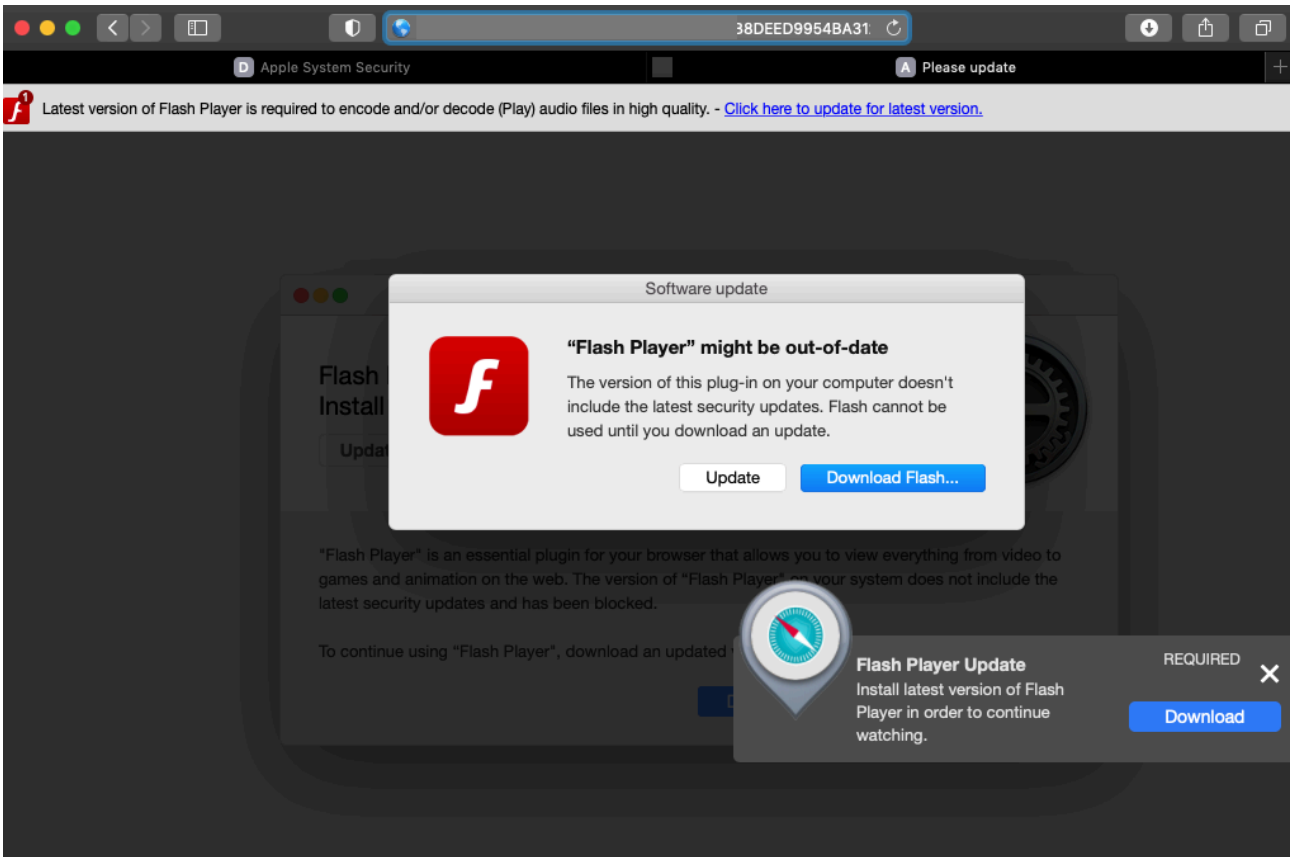 38DEED9954BA31
D Apple System Security
A Please update
1
Latest version of Flash Player is required to encode and/or decode (Play) audio files in high quality. - Click here to update for latest version.
Software update
“Flash Player” might be out-of-date
The version of this plug-in on your computer doesn't
include the latest security updates. Flash cannot be
used until you download an update.
Update
Download Flash...
Flash
Install
Updat
"Flash Player" is an essential plugin for your browser that allows you to view everything from video to
games and animation on the web. The version of "Flash Player" on your system does not include the
latest security updates and has been blocked.
To continue using "Flash Player", download an updated
Flash Player Update
REQUIRED
Install latest version of Flash
Player in order to continue
watching.
Download